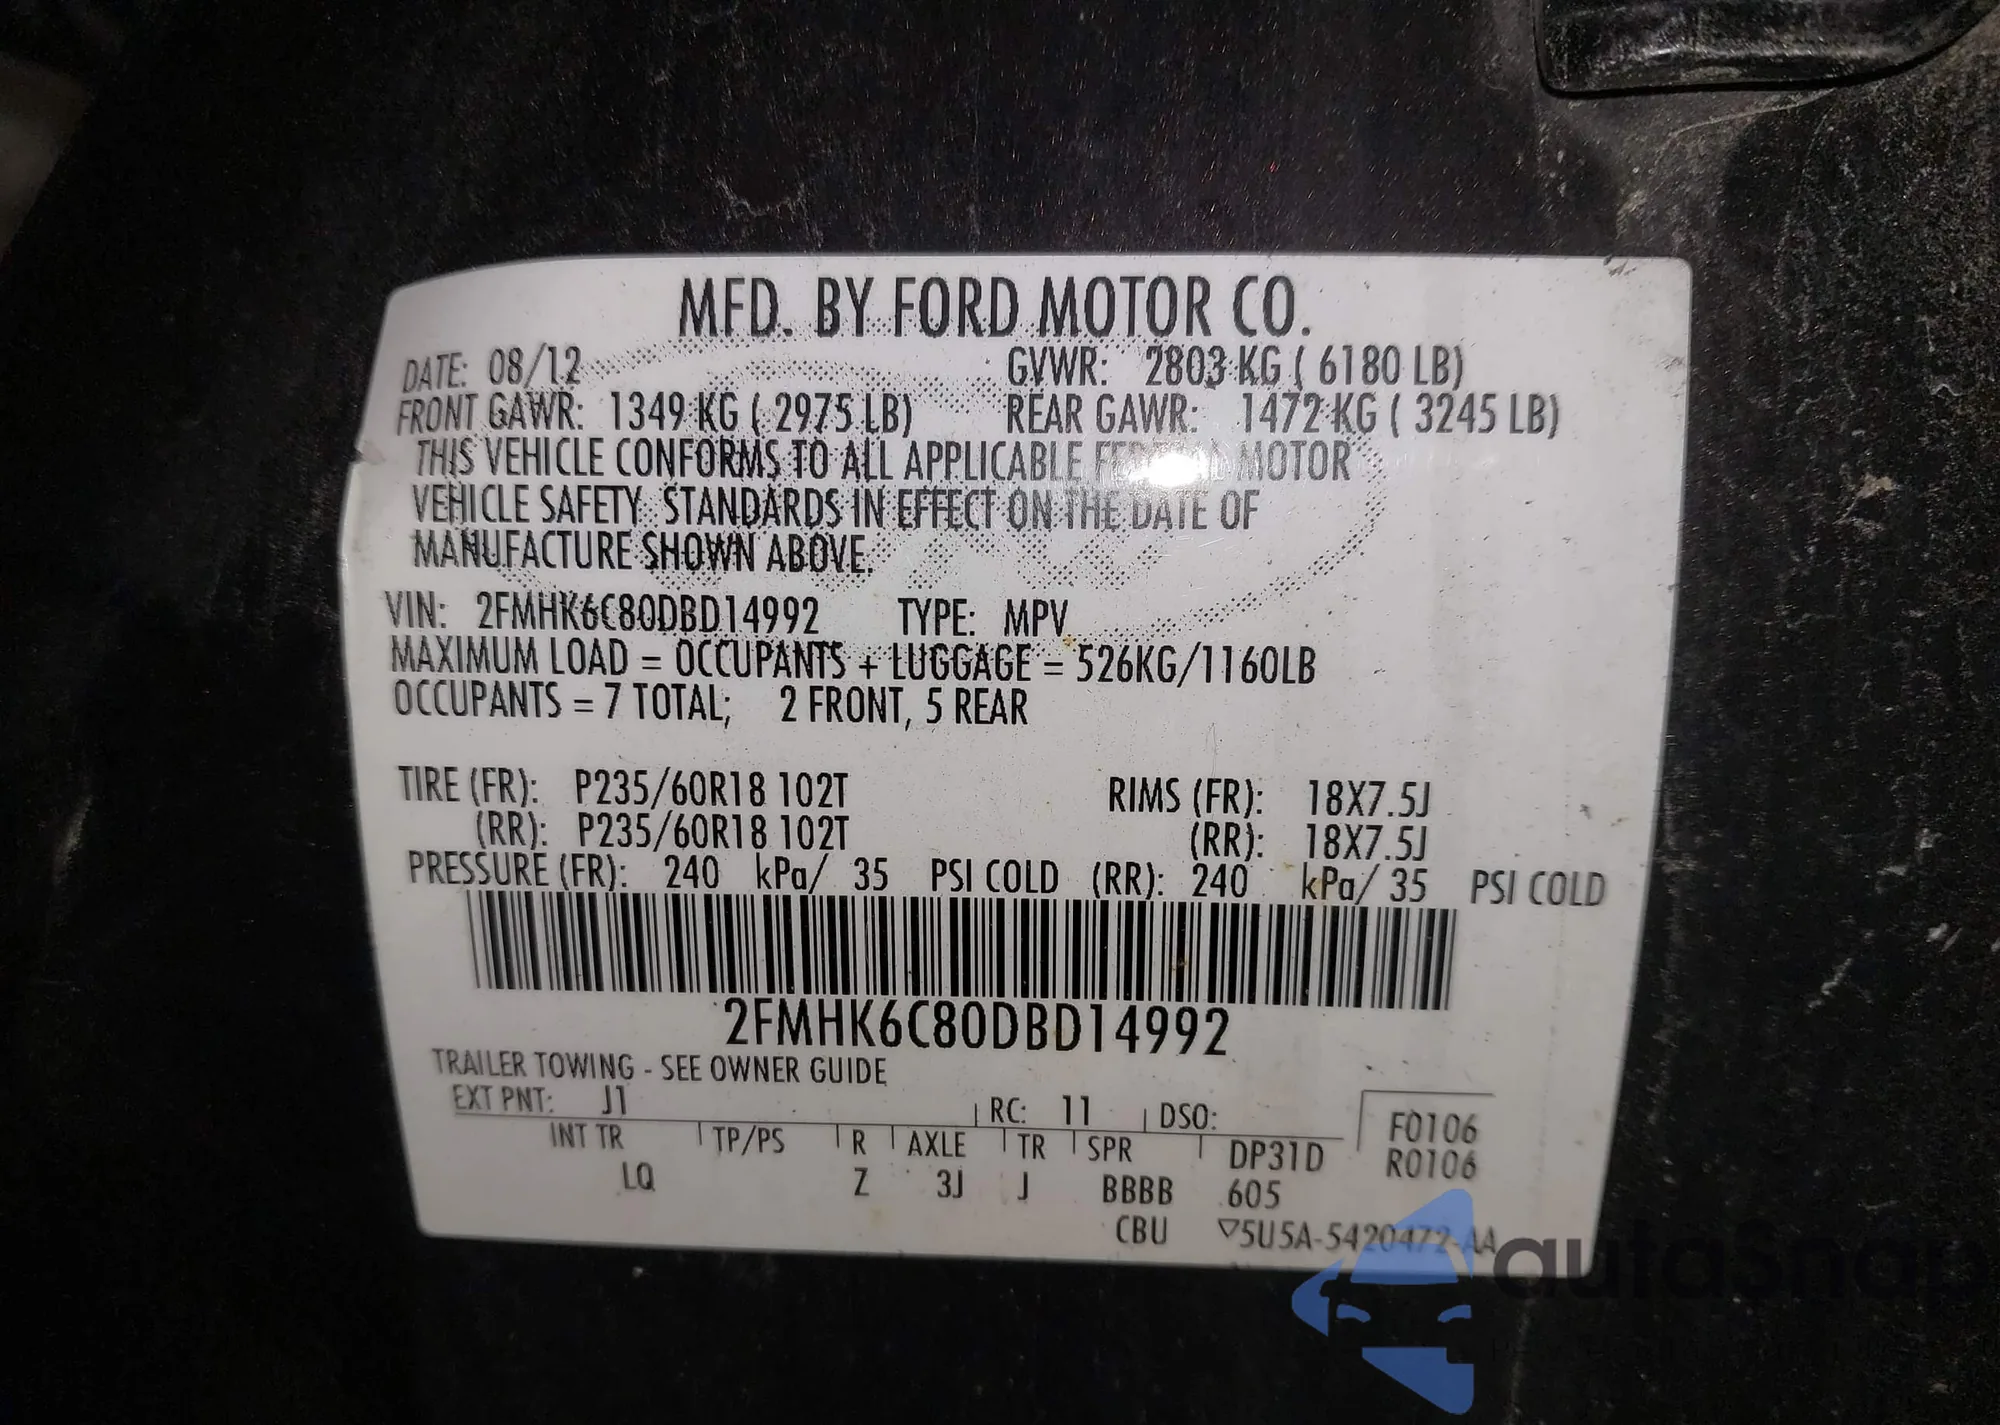 MFD. BY FORD MOTOR CO.
DATE: 08/12 GVWR: 2803 KG ( 6180 LB)
FRONT GAWR: 1349 KG ( 2975 LB) REAR GAWR: 1472 KG ( 3245 LB)
THIS VEHICLE CONFORMS TO ALL APPLICABLE FEDERAL MOTOR
VEHICLE SAFETY STANDARDS IN EFFECT ON THE DATE OF
MANUFACTURE SHOWN ABOVE.
VIN: 2FMHK6C80DBD14992 TYPE: MPV
MAXIMUM LOAD = OCCUPANTS + LUGGAGE = 526KG/1160LB
OCCUPANTS = 7 TOTAL; 2 FRONT, 5 REAR
TIRE (FR): P235/60R18 102T RIMS (FR): 18X7.5J
(RR): P235/60R18 102T (RR): 18X7.5J
PRESSURE (FR): 240 kPa/ 35 PSI COLD (RR): 240 kPa/ 35 PSI COLD
2FMHK6C80DBD14992
TRAILER TOWING - SEE OWNER GUIDE
EXT PNT: J1 RC: 11 DSO: F0106
INT TR TP/PS R AXLE TR SPR DP31D R0106
LQ Z 3J J BBBB 605
CBU ▽5U5A-5420472-AA
autosnap